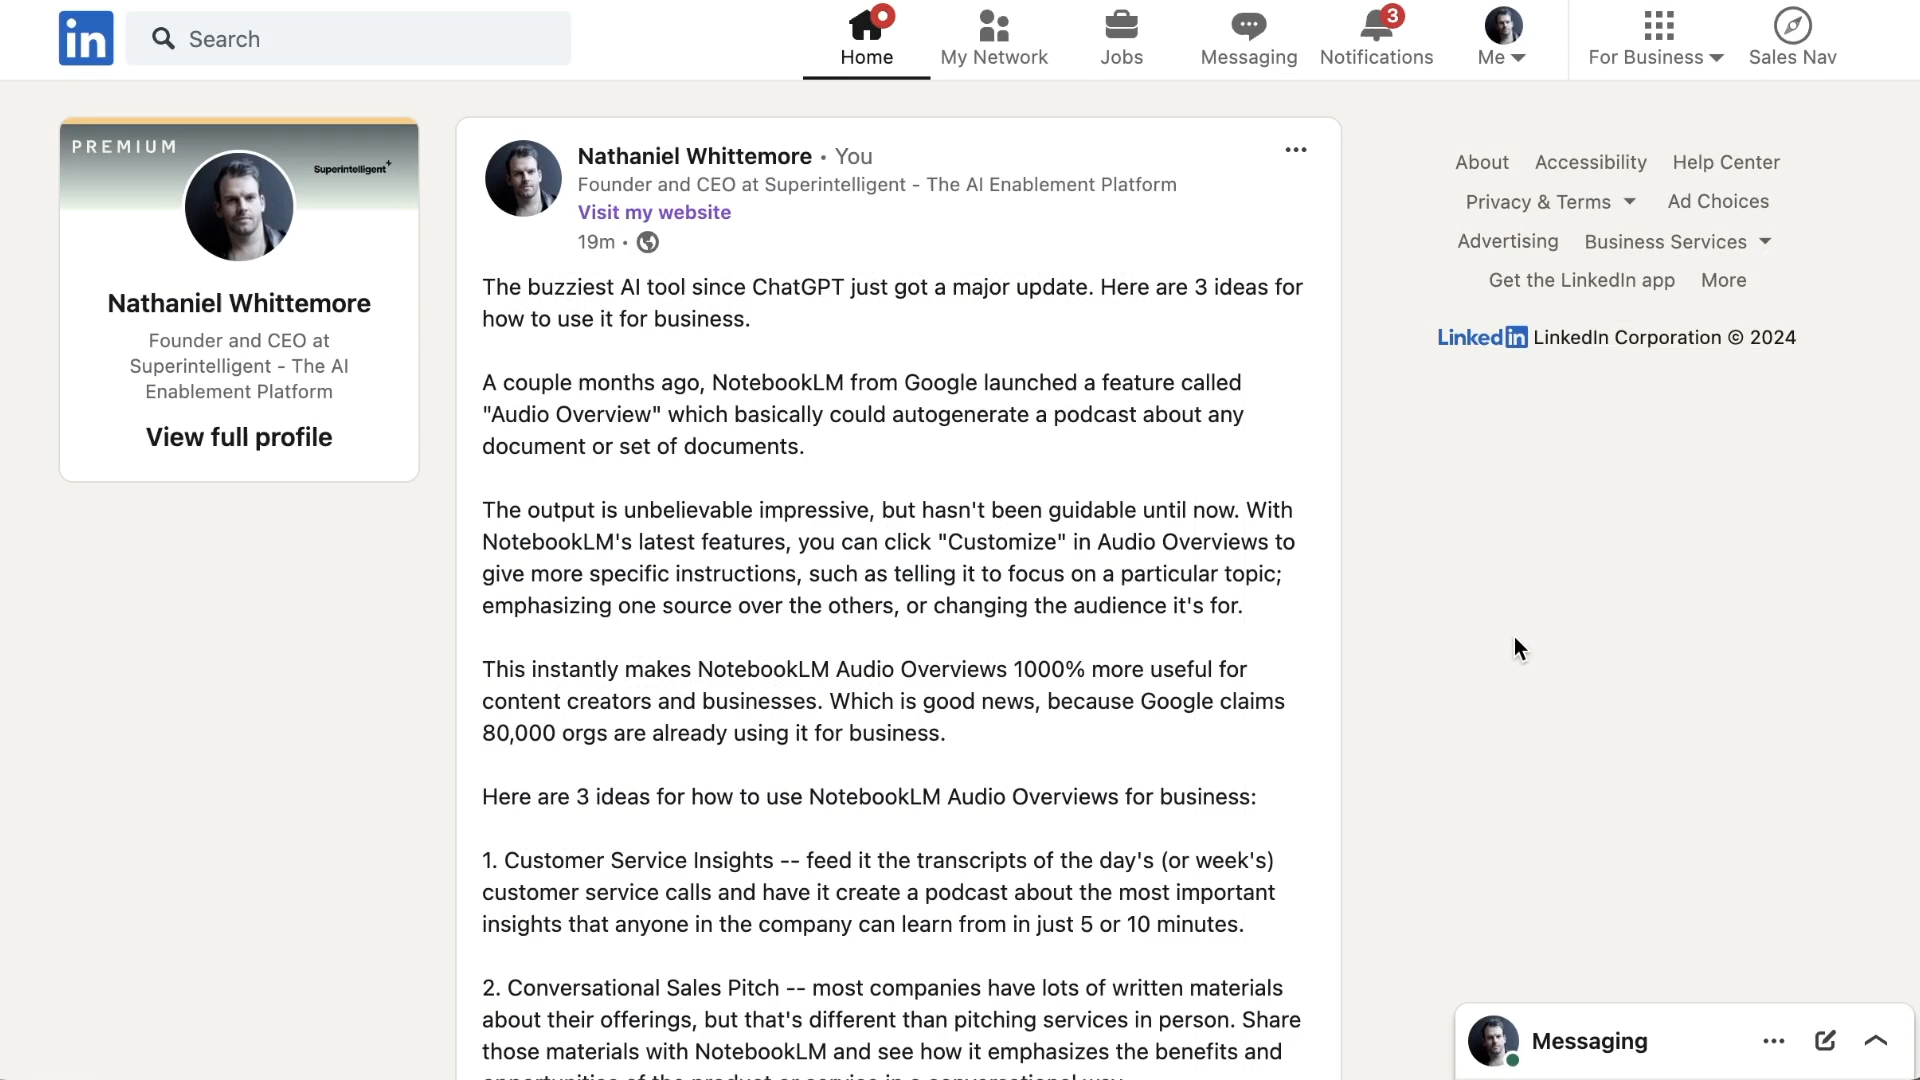 in
Search
Home
My Network
Jobs
Messaging
3
Notifications
Me
For Business
Sales Nav
PREMIUM
Superintelligent+
Nathaniel Whittemore
Founder and CEO at
Superintelligent - The AI
Enablement Platform
View full profile
Nathaniel Whittemore • You
Founder and CEO at Superintelligent - The AI Enablement Platform
Visit my website
19m •
The buzziest AI tool since ChatGPT just got a major update. Here are 3 ideas for
how to use it for business.
A couple months ago, NotebookLM from Google launched a feature called
"Audio Overview" which basically could autogenerate a podcast about any
document or set of documents.
The output is unbelievable impressive, but hasn't been guidable until now. With
NotebookLM's latest features, you can click "Customize" in Audio Overviews to
give more specific instructions, such as telling it to focus on a particular topic;
emphasizing one source over the others, or changing the audience it's for.
This instantly makes NotebookLM Audio Overviews 1000% more useful for
content creators and businesses. Which is good news, because Google claims
80,000 orgs are already using it for business.
Here are 3 ideas for how to use NotebookLM Audio Overviews for business:
1. Customer Service Insights -- feed it the transcripts of the day's (or week's)
customer service calls and have it create a podcast about the most important
insights that anyone in the company can learn from in just 5 or 10 minutes.
2. Conversational Sales Pitch -- most companies have lots of written materials
about their offerings, but that's different than pitching services in person. Share
those materials with NotebookLM and see how it emphasizes the benefits and
About Accessibility Help Center
Privacy & Terms Ad Choices
Advertising Business Services
Get the LinkedIn app More
LinkedIn LinkedIn Corporation © 2024
Messaging